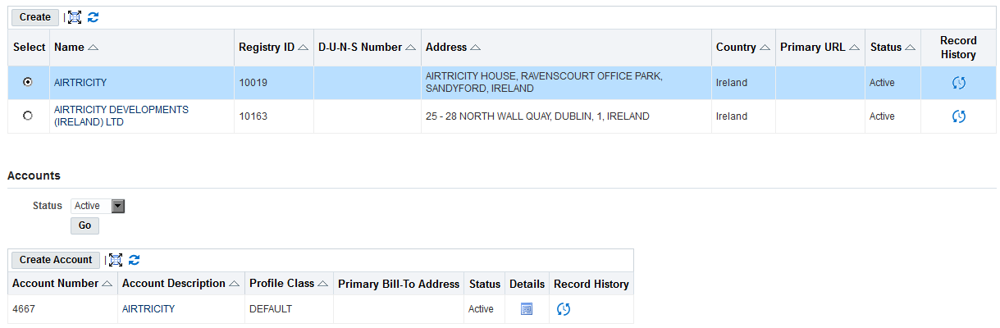 Create
Select Name Registry ID D-U-N-S Number Address Country Primary URL Status Record
History
AIRTRICITY 10019 AIRTRICITY HOUSE, RAVENSCOURT OFFICE PARK, Ireland Active
SANDYFORD, IRELAND
AIRTRICITY DEVELOPMENTS 10163 25 - 28 NORTH WALL QUAY, DUBLIN, 1, IRELAND Ireland Active
(IRELAND) LTD
Accounts
Status Active
Go
Create Account
Account Number Account Description Profile Class Primary Bill-To Address Status Details Record History
4667 AIRTRICITY DEFAULT Active